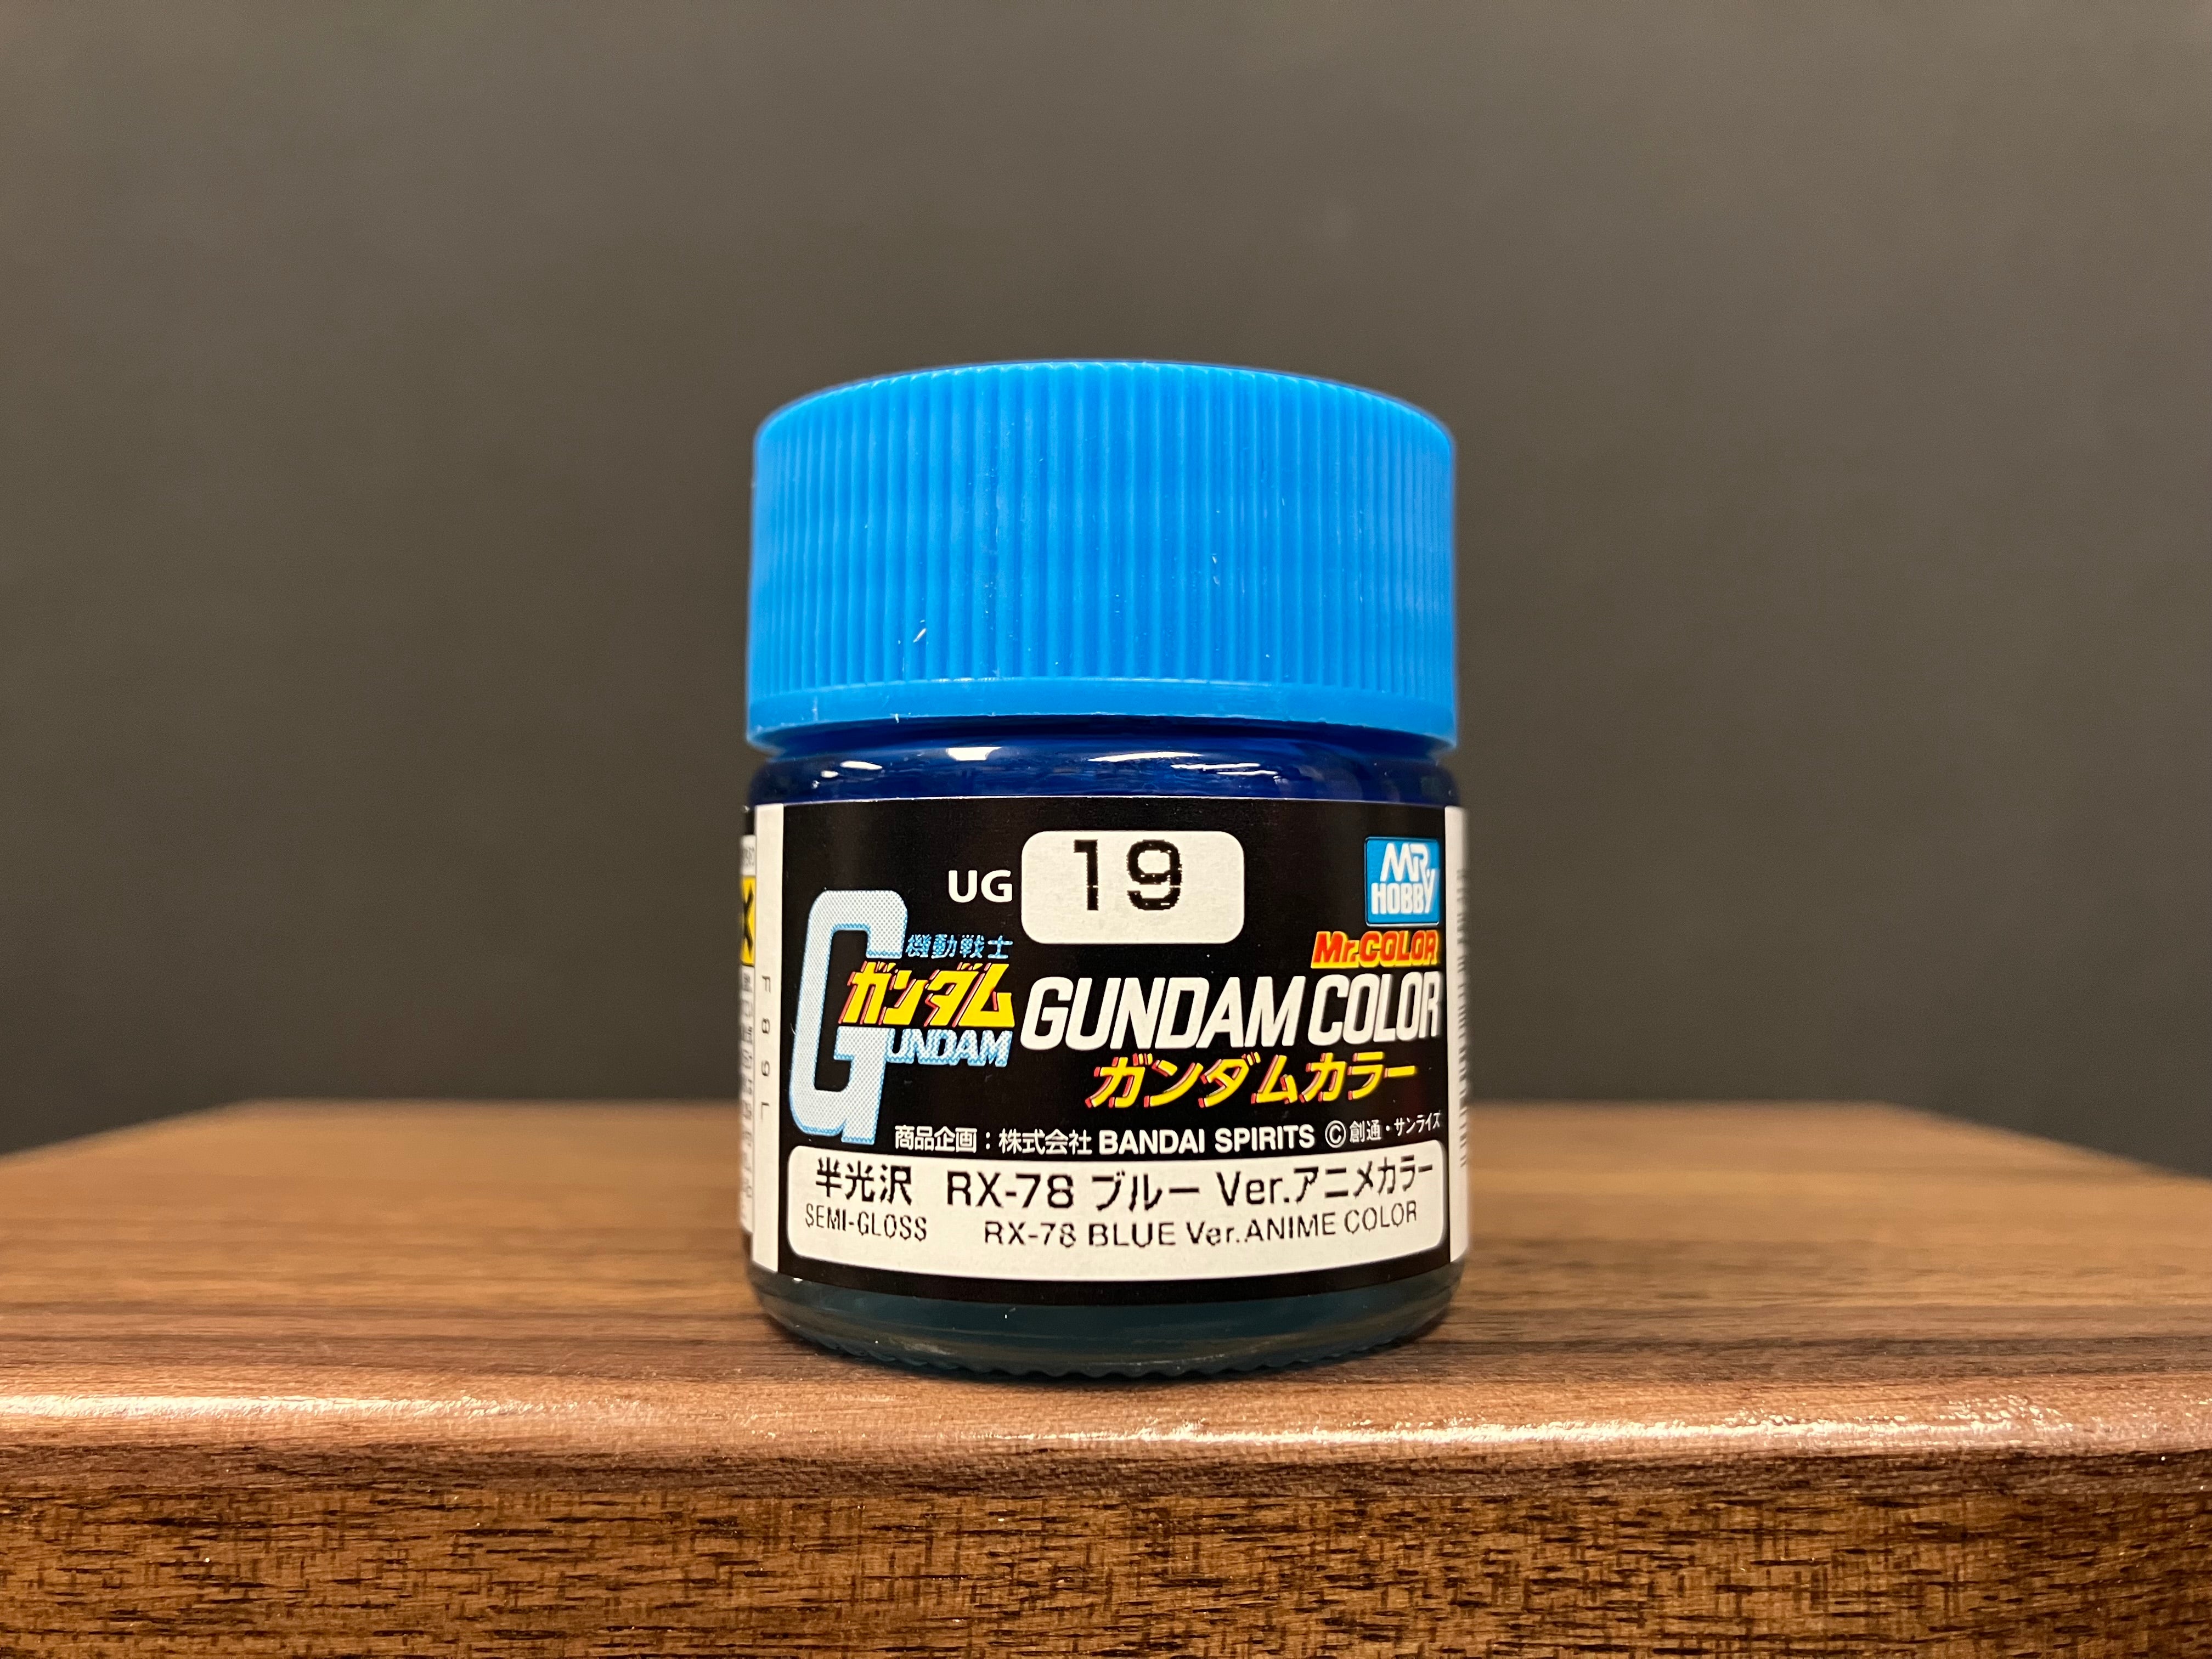 UG 19
MR HOBBY
機動戦士
ガンダム
GUNDAM
Mr.COLOR
GUNDAM COLOR
ガンダムカラー
商品企画：株式会社 BANDAI SPIRITS ©創通・サンライズ
半光沢 RX-78 ブルー Ver.アニメカラー
SEMI-GLOSS RX-78 BLUE Ver.ANIME COLOR
F89L